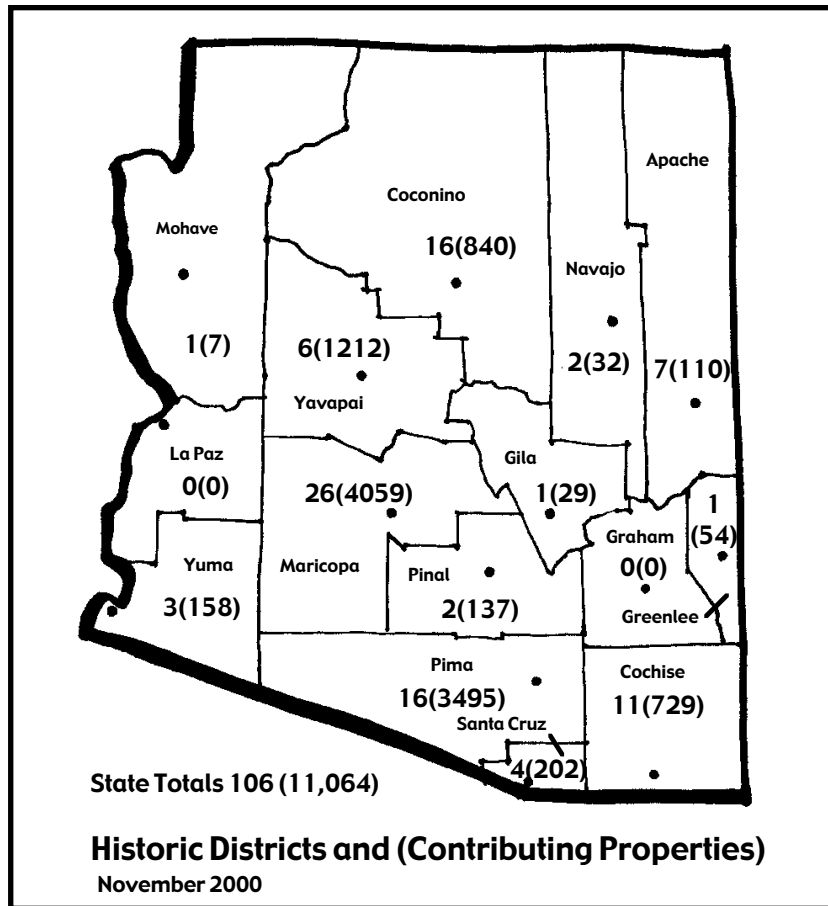 Apache
Coconino
Mohave
16(840)
Navajo
1(7)
6(1212)
2(32)
7(110)
Yavapai
La Paz
0(0)
Gila
26(4059)
1(29)
1
(54)
Graham
0(0)
Yuma
3(158)
Maricopa
Pinal
2(137)
Greenlee
Pima
16(3495)
Cochise
11(729)
Santa Cruz
4(202)
State Totals 106 (11,064)
Historic Districts and (Contributing Properties)
November 2000